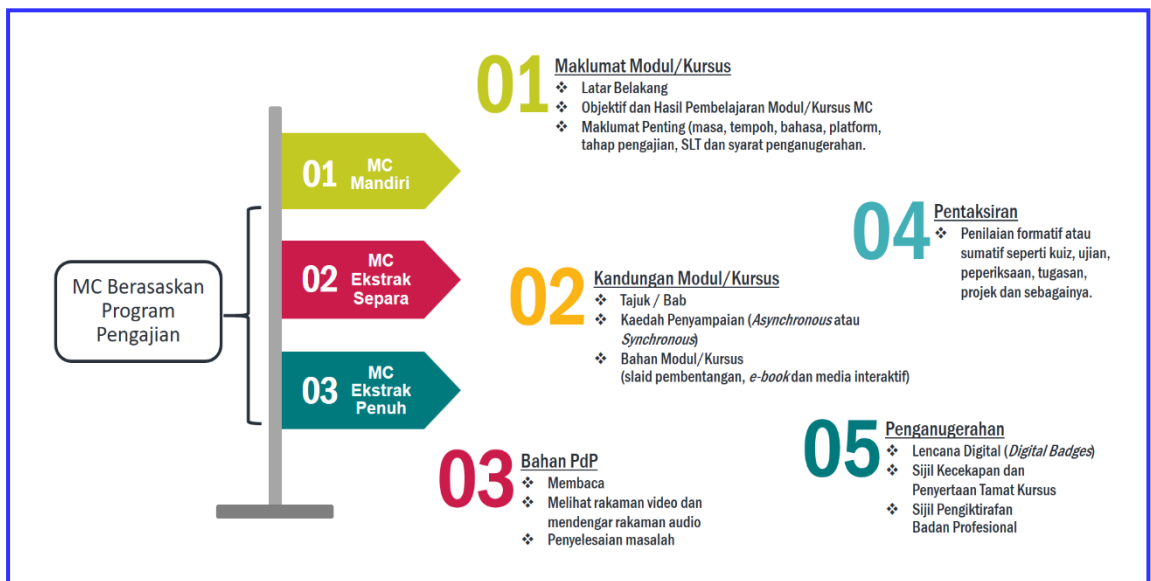 MC Berasaskan
Program
Pengajian
01
MC
Mandiri
02
MC
Ekstrak
Separa
03
MC
Ekstrak
Penuh
01
Maklumat Modul/Kursus
❖ Latar Belakang
❖ Objektif dan Hasil Pembelajaran Modul/Kursus MC
❖ Maklumat Penting (masa, tempoh, bahasa, platform,
tahap pengajian, SLT dan syarat penganugerahan.
02
Kandungan Modul/Kursus
❖ Tajuk / Bab
❖ Kaedah Penyampaian (Asynchronous atau
Synchronous)
❖ Bahan Modul/Kursus
(slaid pembentangan, e-book dan media interaktif)
03
Bahan PdP
❖ Membaca
❖ Melihat rakaman video dan
mendengar rakaman audio
❖ Penyelesaian masalah
04
Pentaksiran
❖ Penilaian formatif atau
sumatif seperti kuiz, ujian,
peperiksaan, tugasan,
projek dan sebagainya.
05
Penganugerahan
❖ Lencana Digital (Digital Badges)
❖ Sijil Kecekapan dan
Penyertaan Tamat Kursus
❖ Sijil Pengiktirafan
Badan Profesional